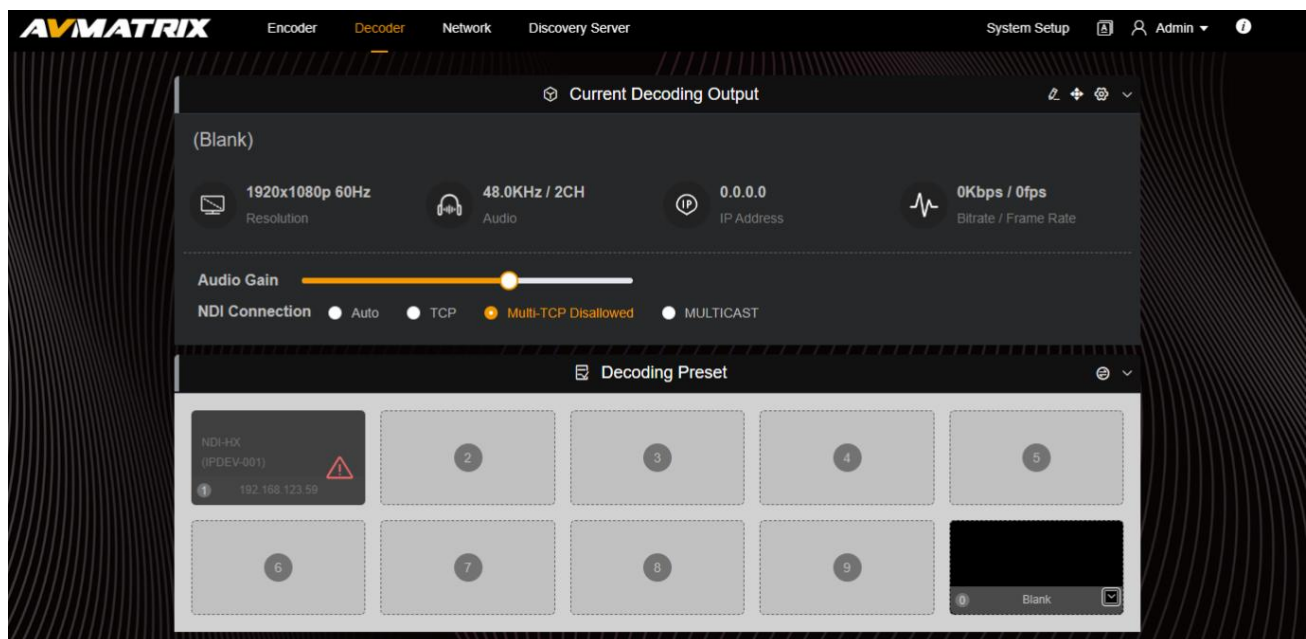 AVMATRIX Encoder Decoder Network Discovery Server System Setup A Admin i
Current Decoding Output
(Blank)
1920x1080p 60Hz 48.0KHz / 2CH 0.0.0.0 0Kbps / 0fps
Resolution Audio IP IP Address Bitrate / Frame Rate
Audio Gain
NDI Connection Auto TCP Multi-TCP Disallowed MULTICAST
Decoding Preset
NDI-HX
(IPDEV-001)
1 192.168.123.59
2 3 4 5
6 7 8 9
0 Blank